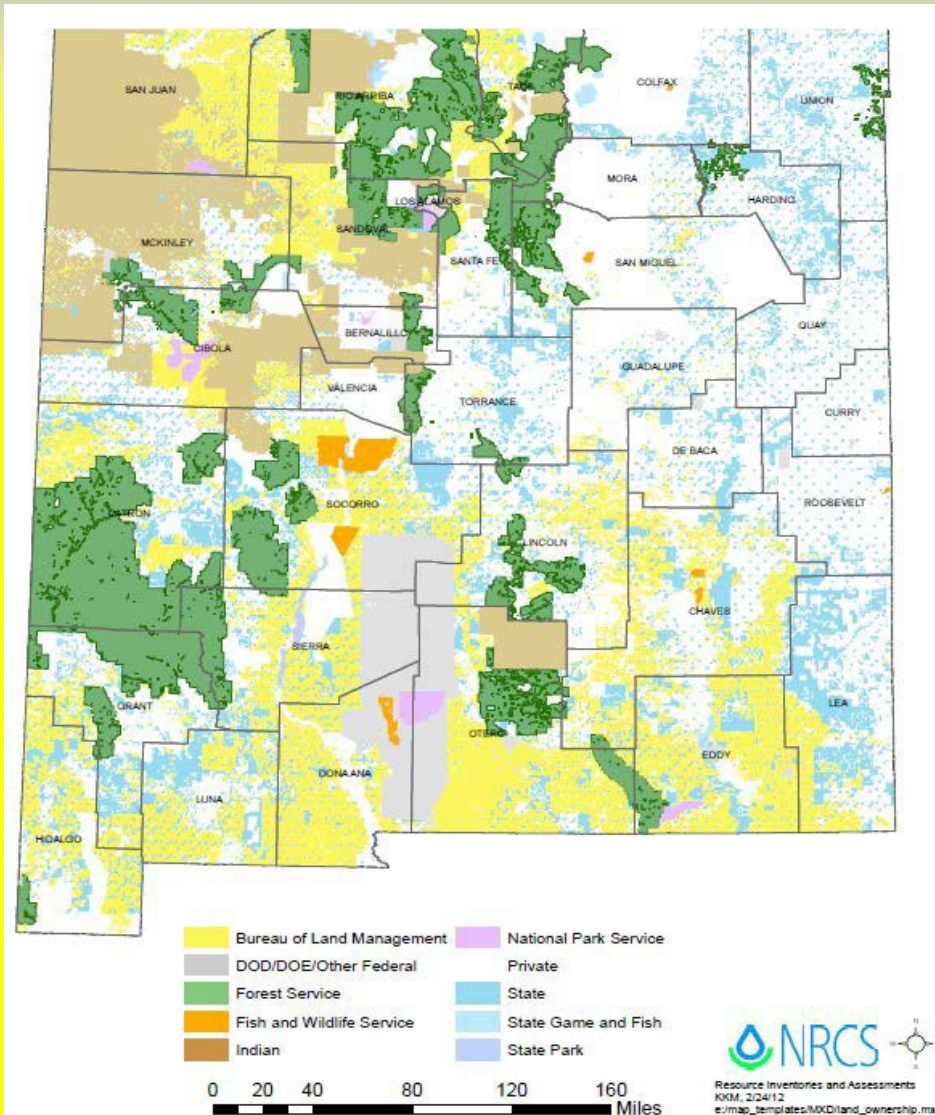 COLFAX
SAN JUAN
TAOS
RIO ARRIBA
UNION
MORA
LOS ALAMOS
HARDING
SANDOVAL
MCKINLEY
SANTA FE
SAN MIGUEL
BERNALILLO
QUAY
CIBOLA
GUADALUPE
VALENCIA
TORRANCE
CURRY
DE BACA
SOCORRO
ROOSEVELT
CATRON
LINCOLN
CHAVES
SIERRA
GRANT
LEA
OTERO
EDDY
DONA ANA
LUNA
HIDALGO
Bureau of Land Management
DOD/DOE/Other Federal
Forest Service
Fish and Wildlife Service
Indian
National Park Service
Private
State
State Game and Fish
State Park
0 20 40 80 120 160
Miles
NRCS
N
Resource Inventories and Assessments
KKM, 2/24/12
e:/map_templates/MXD/land_ownership.mx